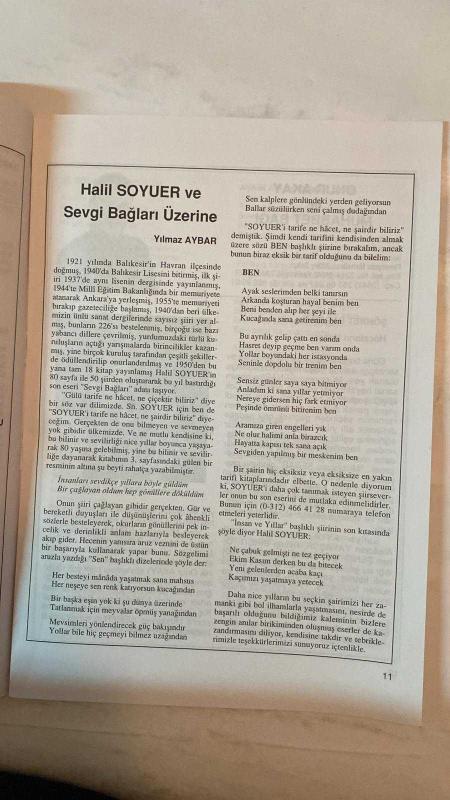 Halil SOYUER ve
Sevgi Bağları Üzerine
Yılmaz AYBAR
1921 yılında Balıkesir'in Havran ilçesinde
doğmuş, 1940'da Balıkesir Lisesini bitirmiş, ilk şi-
iri 1937'de aynı lisenin dergisinde yayınlanmış,
1944'te Milli Eğitim Bakanlığında bir memuriyete
atanarak Ankara'ya yerleşmiş, 1955'te memuriyeti
bırakıp gazeteciliğe başlamış, 1940'dan beri ülke-
mizin ünlü sanat dergilerinde sayısız şiiri yer al-
mış, bunların 226'sı bestelenmiş, birçoğu ise bazı
yabancı dillere çevrilmiş, yurdumuzdaki türlü ku-
ruluşların açtığı yarışmalarda birincilikler kazan-
mış, yine birçok kuruluş tarafından çeşitli şekiller-
de ödüllendirilip onurlandırılmış ve 1950'den bu
yana tam 18 kitap yayınlamış Halil SOYUER'in
80 sayfa ile 50 şiirden oluşarak bu yıl bastırdığı
son eseri "Sevgi Bağları" adını taşıyor.
"Gülü tarife ne hâcet, ne çiçektir biliriz" diye
bir söz var dilimizde. Sn. SOYUER için ben de
"SOYUER'i tarife ne hâcet, ne şairdir biliriz" diye-
ceğim. Gerçekten de onu bilmeyen ve sevmeyen
yok gibidir ülkemizde. Ve ne mutlu kendisine ki,
bu bilinir ve sevilirliği nice yıllar boyunca yaşaya-
rak 80 yaşına gelebilmiş, yine bu bilinir ve sevilir-
liğe dayanarak kitabının 3. sayfasındaki gülen bir
resminin altına şu beyti rahatça yazabilmiştir.
İnsanları sevdikçe yıllara böyle güldüm
Bir çağlayan oldum hep gönüllere döküldüm
Onun şiiri çağlayan gibidir gerçekten. Gür ve
bereketli duyuşları ile düşünüşlerini çok âhenkli
sözlerle besteleyerek, okurların gönüllerini pek in-
celik ve derinlikli anlam hazlarıyla besleyerek
akıp gider. Hecenin yanısıra aruz veznini de üstün
bir başarıyla kullanarak yapar bunu. Sözgelimi
aruzla yazdığı "Sen" başlıklı dizelerinde şöyle der:
Her besteyi mânâda yaşatmak sana mahsus
Her neşeye sen renk katıyorsun kucağından
Bir başka eşin yok ki şu dünya üzerinde
Tatlanmak için meyvalar öpmüş yanağından
Mevsimleri yönlendirecek güç bakışındır
Yollar bile hiç geçmeyi bilmez uzağından
Sen kalplere gönlündeki yerden geliyorsun
Ballar süzülürken seni çalmış dudağından
"SOYUER'i tarife ne hâcet, ne şairdir biliriz"
demiştik. Şimdi kendi tarifini kendisinden almak
üzere sözü BEN başlıklı şiirine bırakalım, ancak
bunun biraz eksik bir tarif olduğunu da bilelim:
BEN
Ayak seslerimden belki tanırsın
Arkanda koşturan hayal benim ben
Beni benden alıp her şeyi ile
Kucağında sana getirenim ben
Bu ayrılık gelip çattı en sonda
Hasret deyip geçme ben varım onda
Yollar boyundaki her istasyonda
Seninle dopdolu bir trenim ben
Sensiz günler saya saya bitmiyor
Anladım ki sana yıllar yetmiyor
Nereye gidersen hiç fark etmiyor
Peşinde ömrünü bitirenim ben
Aramıza giren engelleri yık
Ne olur halimi anla birazcık
Hayatta kapısı tek sana açık
Sevgiden yapılmış bir meskenim ben
Bir şairin hiç eksiksiz veya eksiksize en yakın
tarifi kitaplarındadır elbette. O nedenle diyorum
ki, SOYUER'i daha çok tanımak isteyen şiirsever-
ler onun bu son eserini de mutlaka edinmelidirler.
Bunun için (0-312) 466 41 28 numaraya telefon
etmeleri yeterlidir.
"İnsan ve Yıllar" başlıklı şiirinin son kıtasında
şöyle diyor Halil SOYUER:
Ne çabuk gelmişti ne tez geçiyor
Ekim Kasım derken bu da bitecek
Yeni gelenlerden acaba kaçı
Kaçımızı yaşatmaya yetecek
Daha nice yılların bu seçkin şairimizi her za-
manki gibi bol ilhamlarla yaşatmasını, nesirde de
başarılı olduğunu bildiğimiz kaleminin bizlere
zengin anılar birikiminden oluşmuş eserler de ka-
zandırmasını diliyor, kendisine takdir ve tebrikle-
rimizle teşekkürlerimizi sunuyoruz içtenlikle.
11